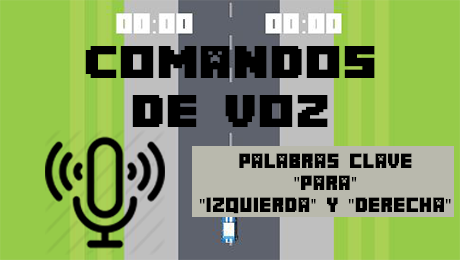 00:00 00:00
COMANDOS
DE VOZ
PALABRAS CLAVE
"PARA"
"IZQUIERDA" Y "DERECHA"